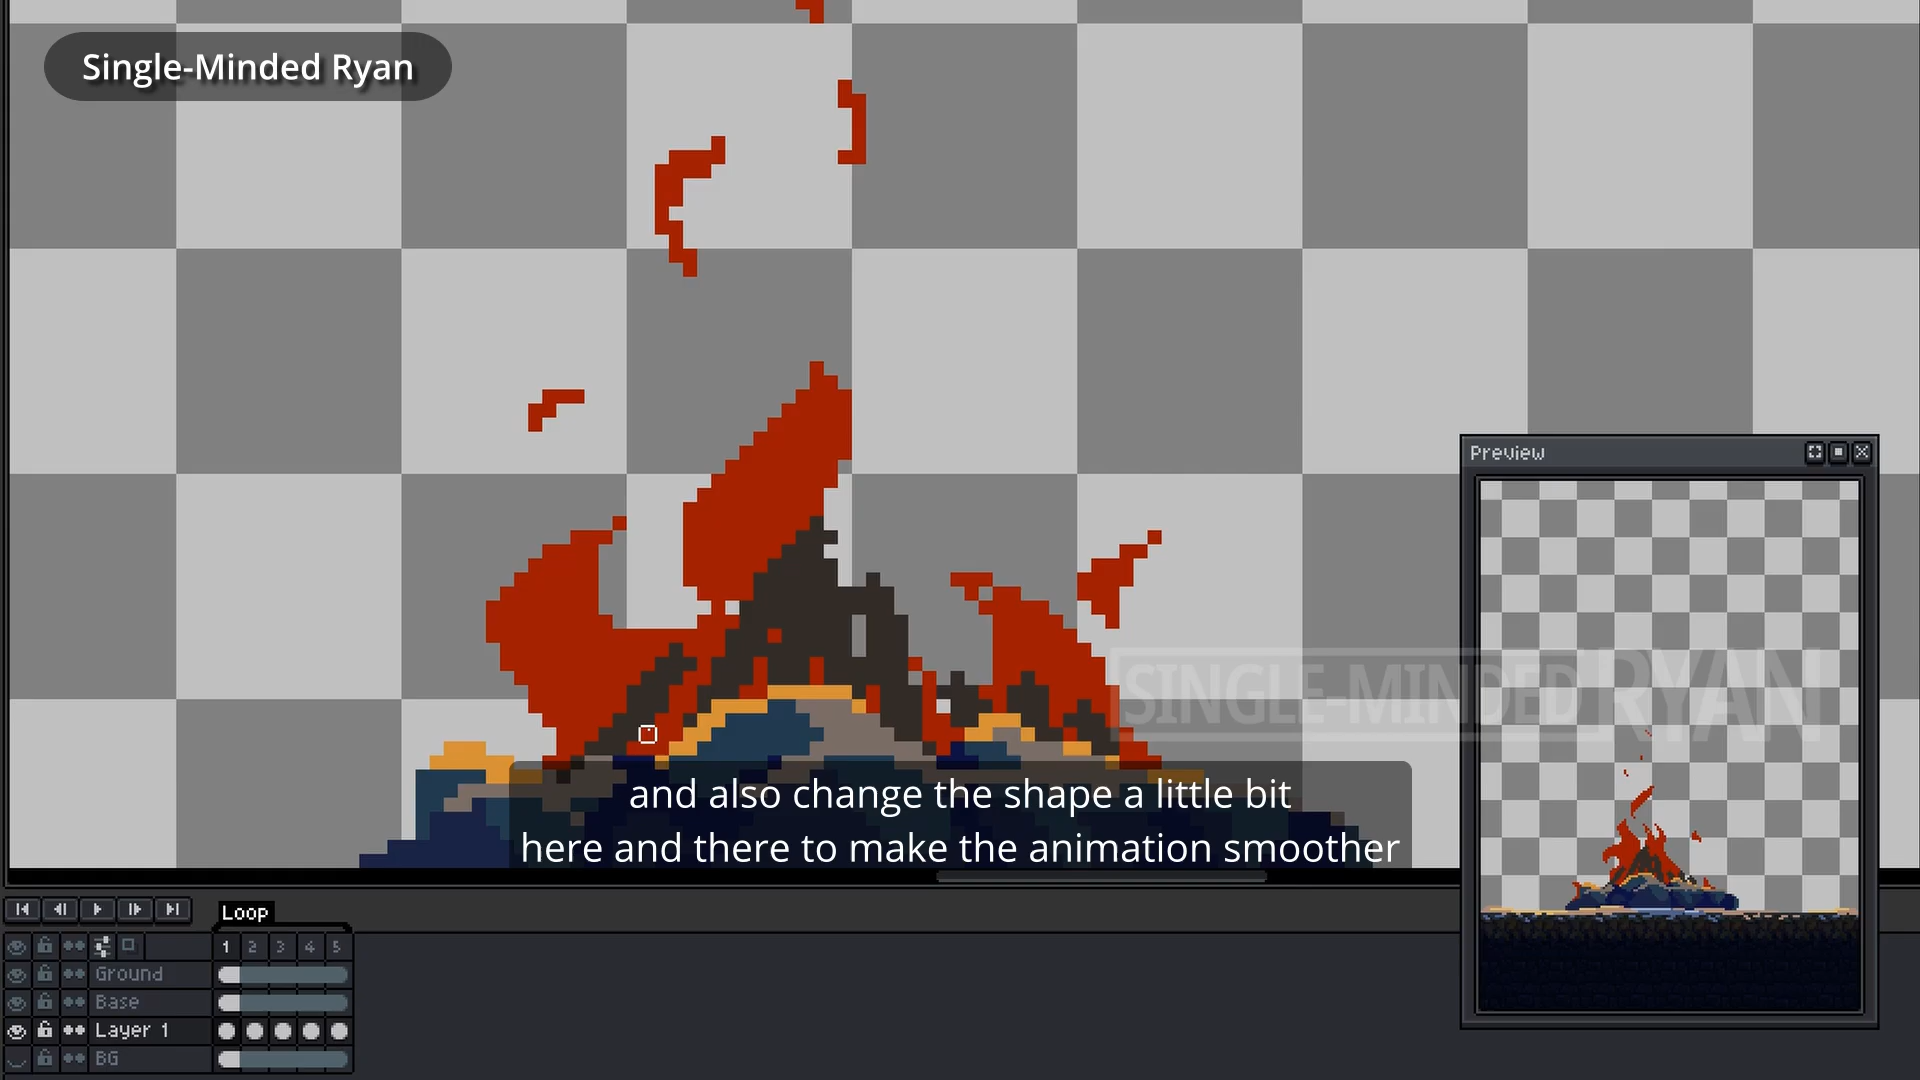 Single-Minded Ryan
Preview
SINGLE-MINDED RYAN
and also change the shape a little bit
here and there to make the animation smoother
Loop
1 2 3 4 5
Ground
Base
Layer 1
BG